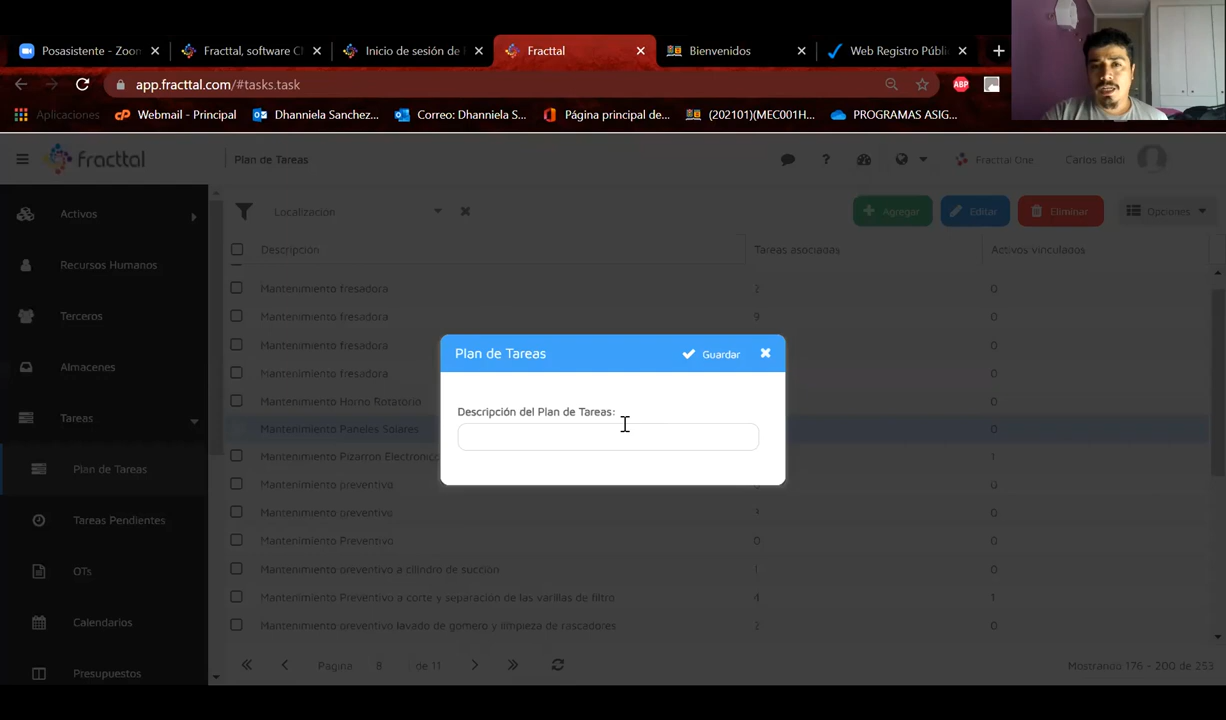 Posasistente - Zoom
Fracttal, software C
Inicio de sesión de
Fracttal
Bienvenidos
Web Registro Públi
app.fracttal.com/#tasks.task
Aplicaciones
Webmail - Principal
Dhanniela Sanchez...
Correo: Dhanniela S...
Página principal de...
(202101)(MEC001H...
PROGRAMAS ASIG...
fracttal
Plan de Tareas
?
Fracttal One
Carlos Baldi
Activos
Recursos Humanos
Terceros
Almacenes
Tareas
Plan de Tareas
Tareas Pendientes
OTs
Calendarios
Presupuestos
Localización
Agregar
Editar
Eliminar
Opciones
Descripción
Tareas asociadas
Activos vinculados
Mantenimiento fresadora 2 0
Mantenimiento fresadora 9 0
Mantenimiento fresadora 0
Mantenimiento fresadora 0
Mantenimiento Horno Rotatorio 0
Mantenimiento Paneles Solares 0
Mantenimiento Pizarron Electronico 1
Mantenimiento preventivo 0
Mantenimiento preventivo 0
Mantenimiento Preventivo 0 0
Mantenimiento preventivo a cilindro de succión 1 0
Mantenimiento Preventivo a corte y separación de las varillas de filtro 4 1
Mantenimiento preventivo lavado de gomero y limpieza de rascadores 2 0
Plan de Tareas
Guardar
Descripción del Plan de Tareas:
Pagina 8 de 11
Mostrando 176 - 200 de 253